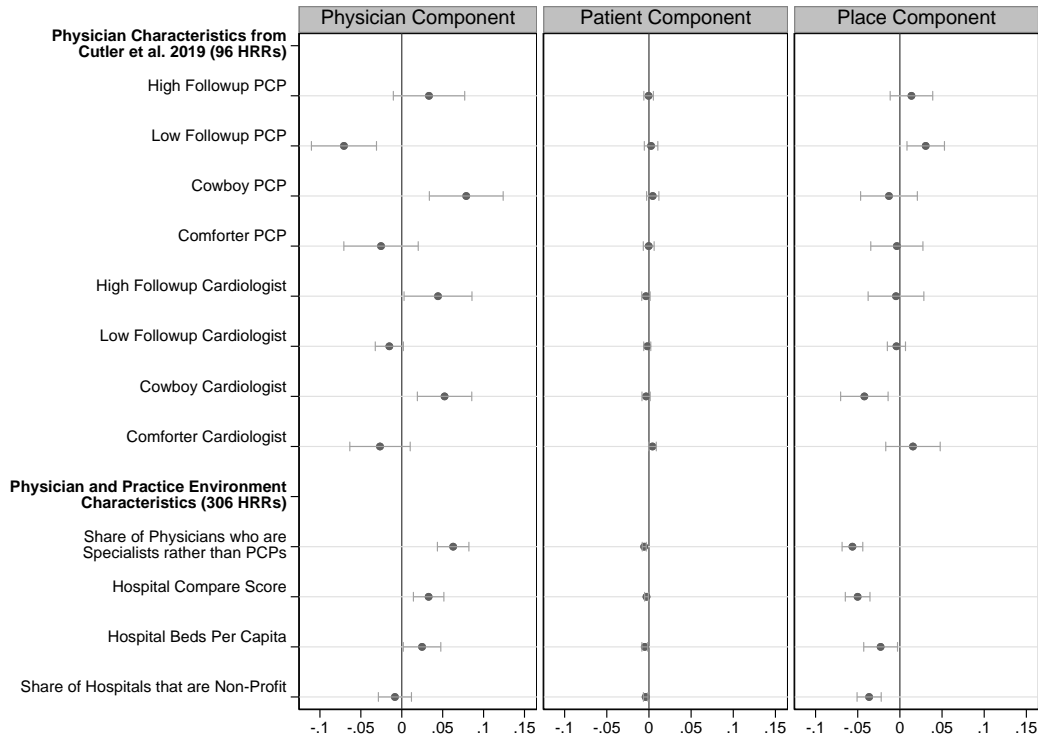 Physician Component Patient Component Place Component
Physician Characteristics from
Cutler et al. 2019 (96 HRRs)
High Followup PCP
Low Followup PCP
Cowboy PCP
Comforter PCP
High Followup Cardiologist
Low Followup Cardiologist
Cowboy Cardiologist
Comforter Cardiologist
Physician and Practice Environment
Characteristics (306 HRRs)
Share of Physicians who are
Specialists rather than PCPs
Hospital Compare Score
Hospital Beds Per Capita
Share of Hospitals that are Non-Profit
-.1 -.05 0 .05 .1 .15 -.1 -.05 0 .05 .1 .15 -.1 -.05 0 .05 .1 .15